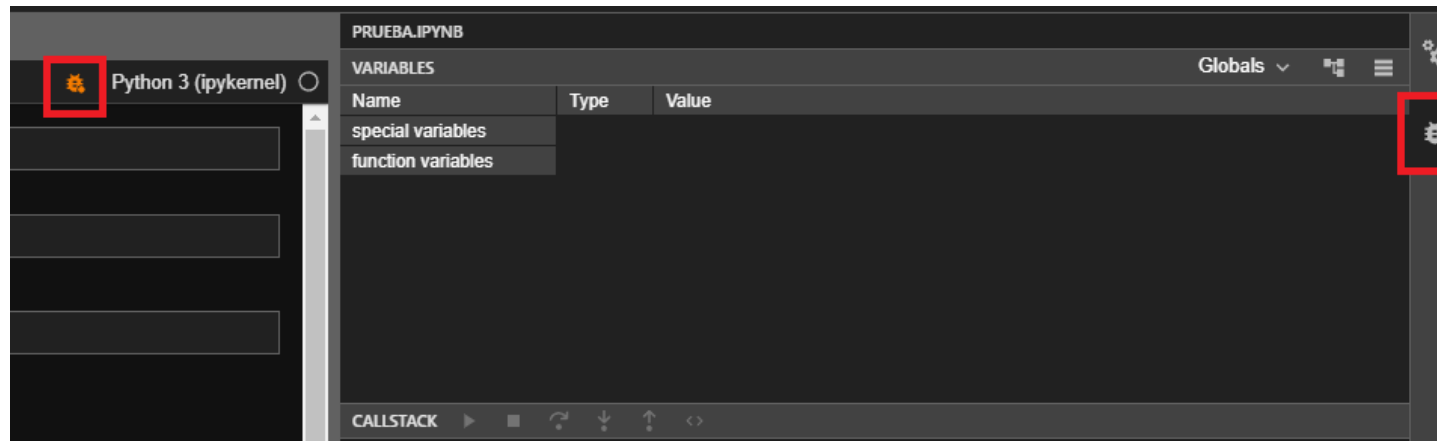 PRUEBA.IPYNB
VARIABLES Globals
Python 3 (ipykernel)
Name Type Value
special variables
function variables
CALLSTACK